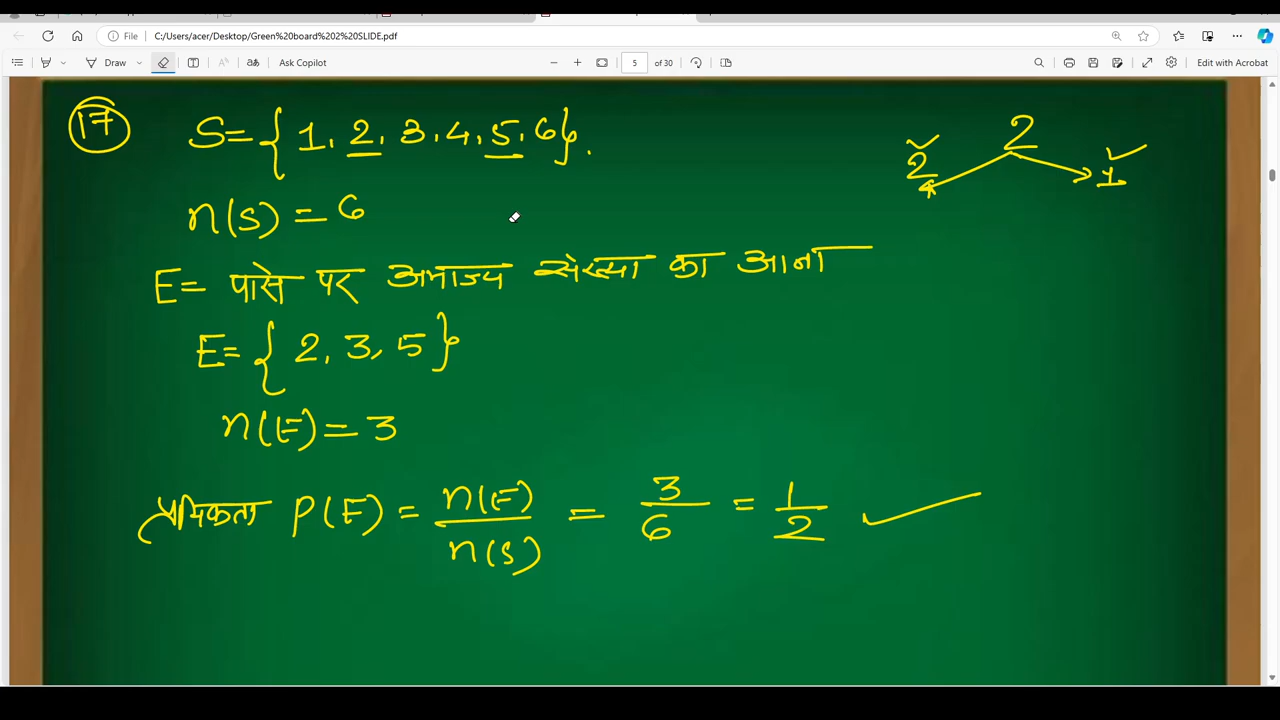 File C:/Users/acer/Desktop/Green%20board%202%20SLIDE.pdf
Draw Ask Copilot 5 of 30 Edit with Acrobat
17 S={1, 2, 3, 4, 5, 6}.
2
2 1
n(S) = 6
E= पासे पर अभाज्य संख्या का आना
E= {2, 3, 5}
n(E) = 3
प्रायिकता P(E) = n(E)/n(S) = 3/6 = 1/2